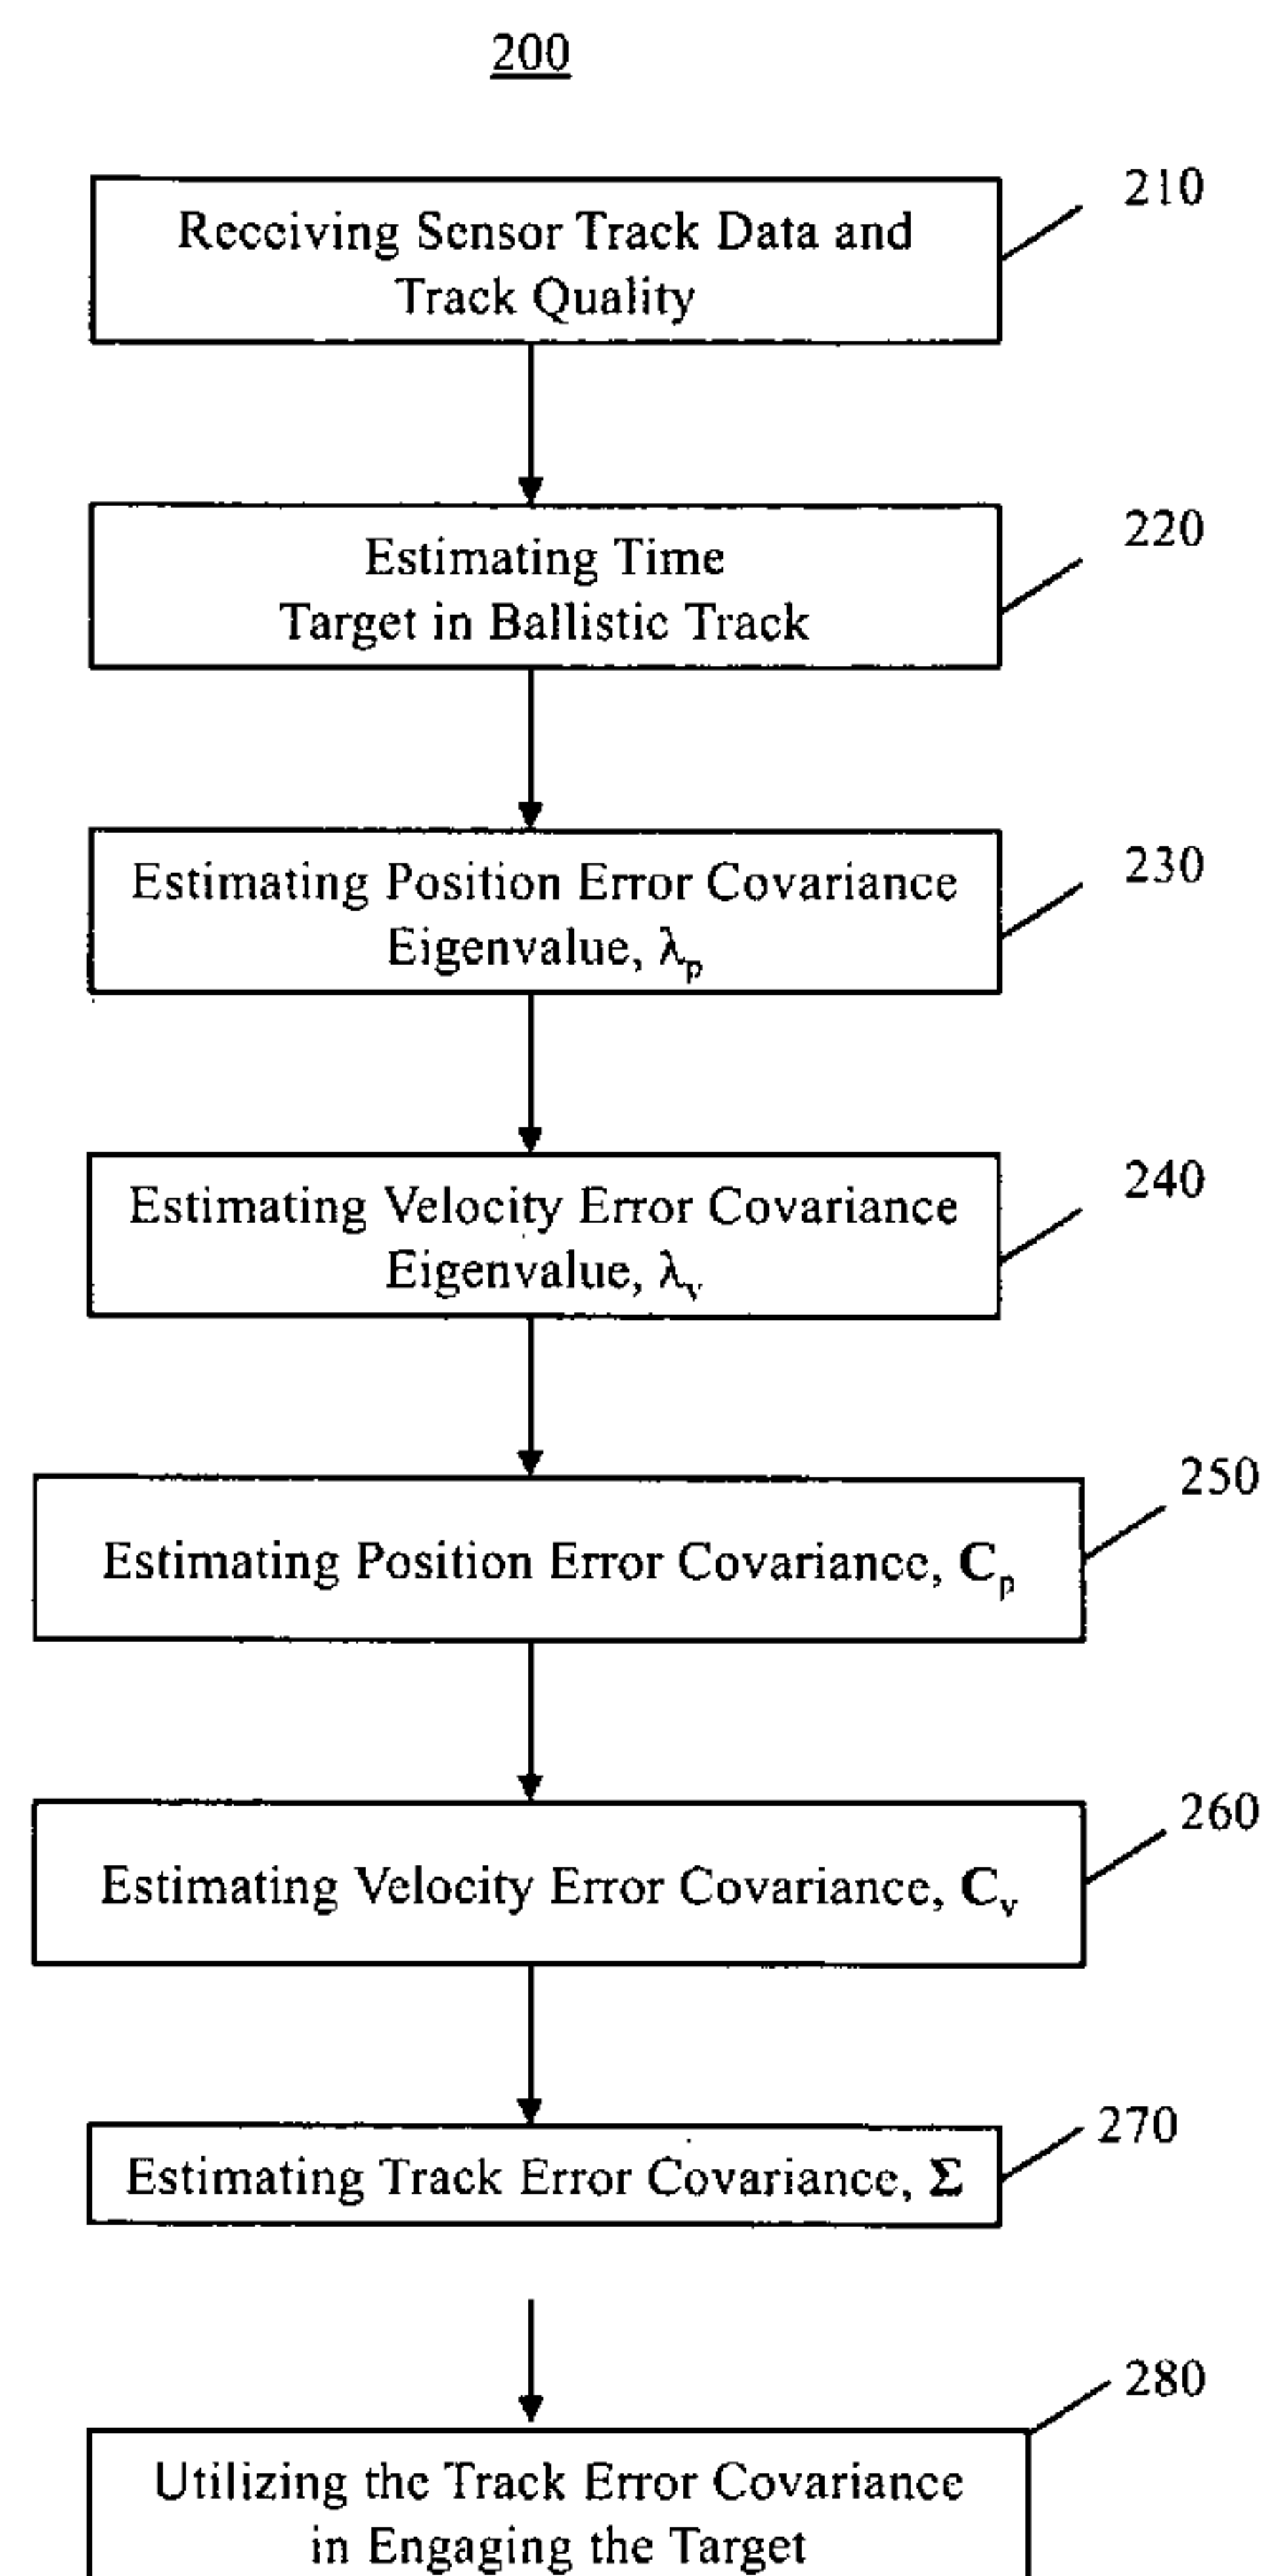 200
210
Receiving Sensor Track Data and
Track Quality
220
Estimating Time
Target in Ballistic Track
230
Estimating Position Error Covariance
Eigenvalue, λp
240
Estimating Velocity Error Covariance
Eigenvalue, λv
250
Estimating Position Error Covariance, Cp
260
Estimating Velocity Error Covariance, Cv
270
Estimating Track Error Covariance, Σ
280
Utilizing the Track Error Covariance
in Engaging the Target